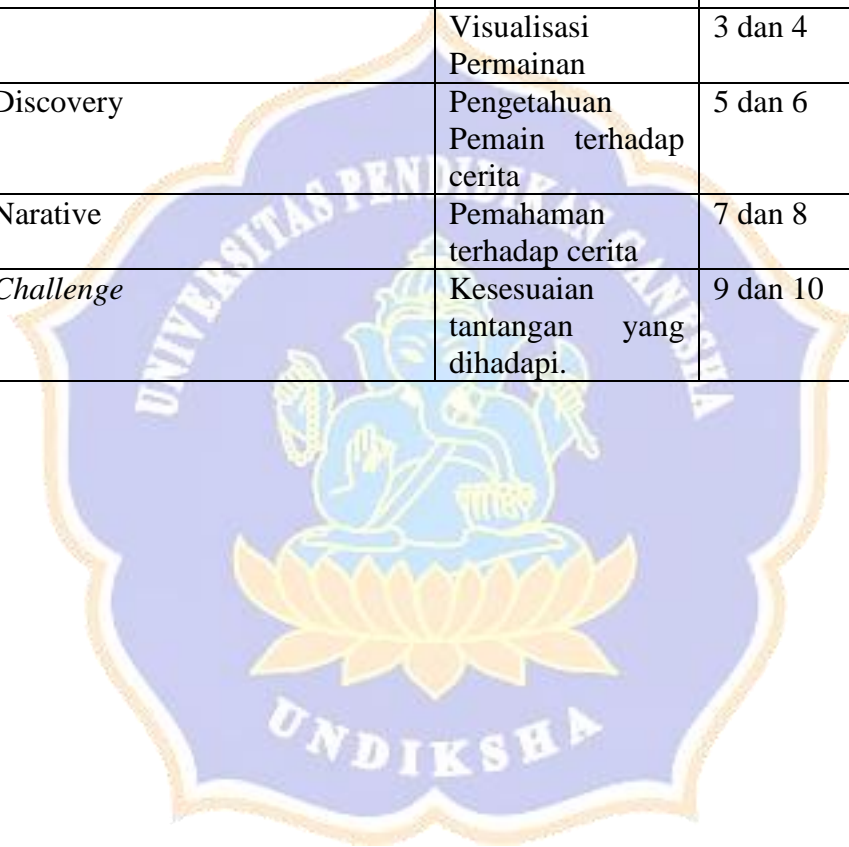 Visualisasi 3 dan 4
Permainan
Discovery Pengetahuan 5 dan 6
Pemain terhadap
cerita
Narative Pemahaman 7 dan 8
terhadap cerita
Challenge Kesesuaian 9 dan 10
tantangan yang
dihadapi.
UNIVERSITAS PENDIDIKAN GANESHA
UNDIKSHA